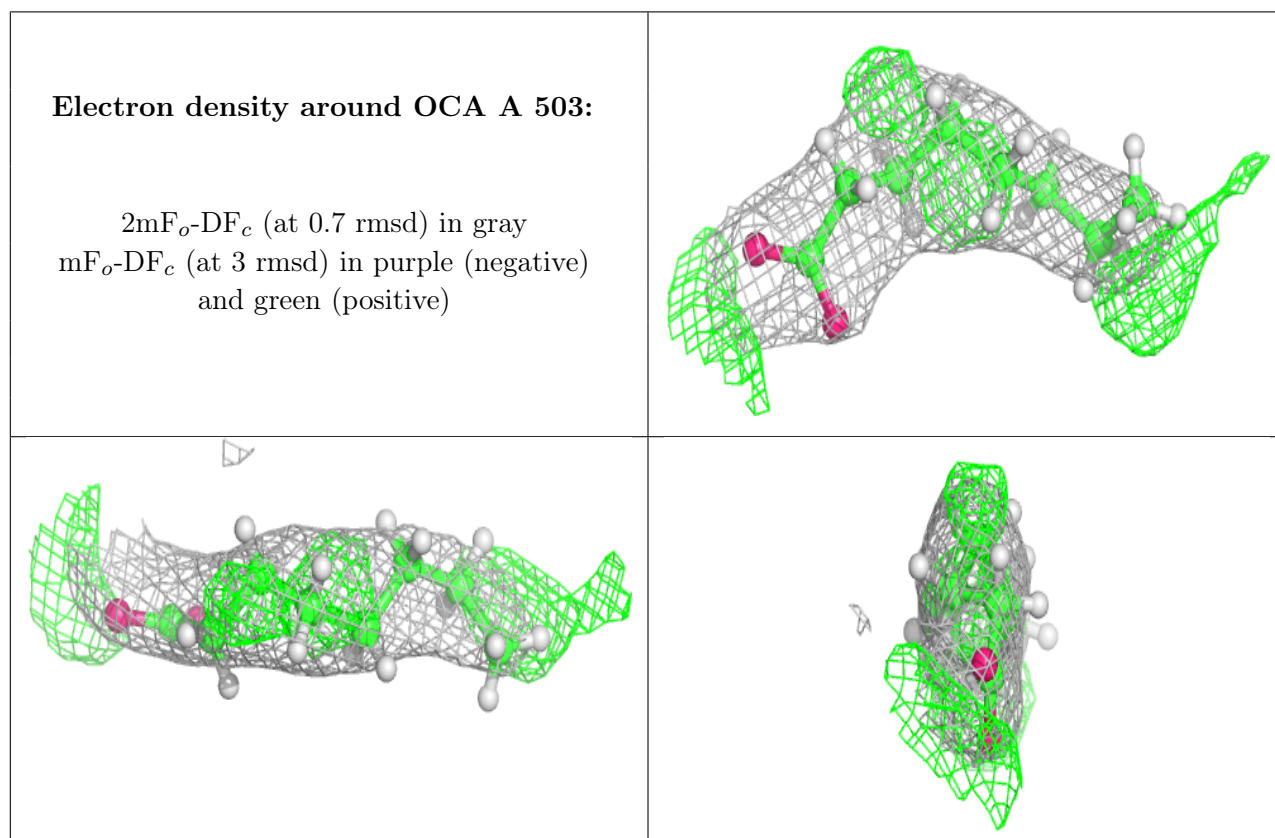 Electron density around OCA A 503:
2mFₒ-DF𝒸 (at 0.7 rmsd) in gray
mFₒ-DF𝒸 (at 3 rmsd) in purple (negative)
and green (positive)